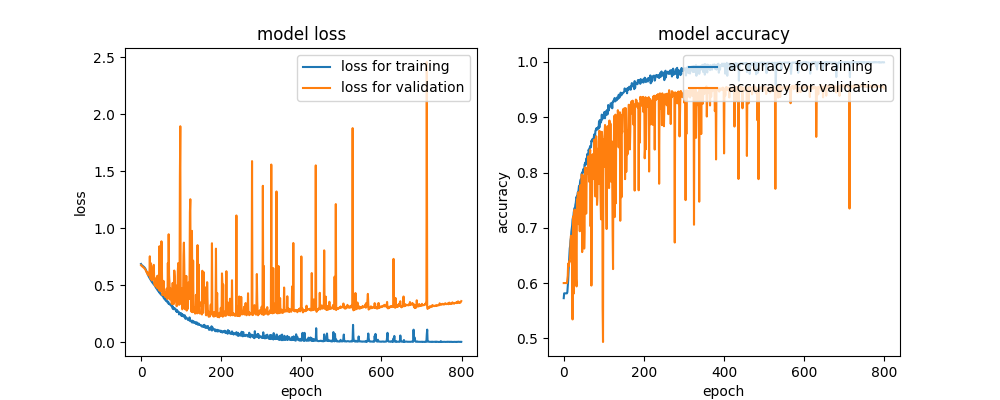 model loss
loss for training
loss for validation
2.5
2.0
1.5
1.0
0.5
0.0
loss
0 200 400 600 800
epoch
model accuracy
accuracy for training
accuracy for validation
1.0
0.9
0.8
0.7
0.6
0.5
accuracy
0 200 400 600 800
epoch